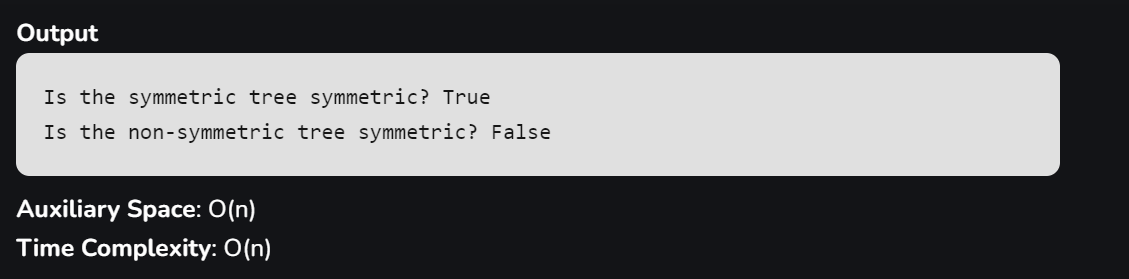 Output
Is the symmetric tree symmetric? True
Is the non-symmetric tree symmetric? False
Auxiliary Space: O(n)
Time Complexity: O(n)